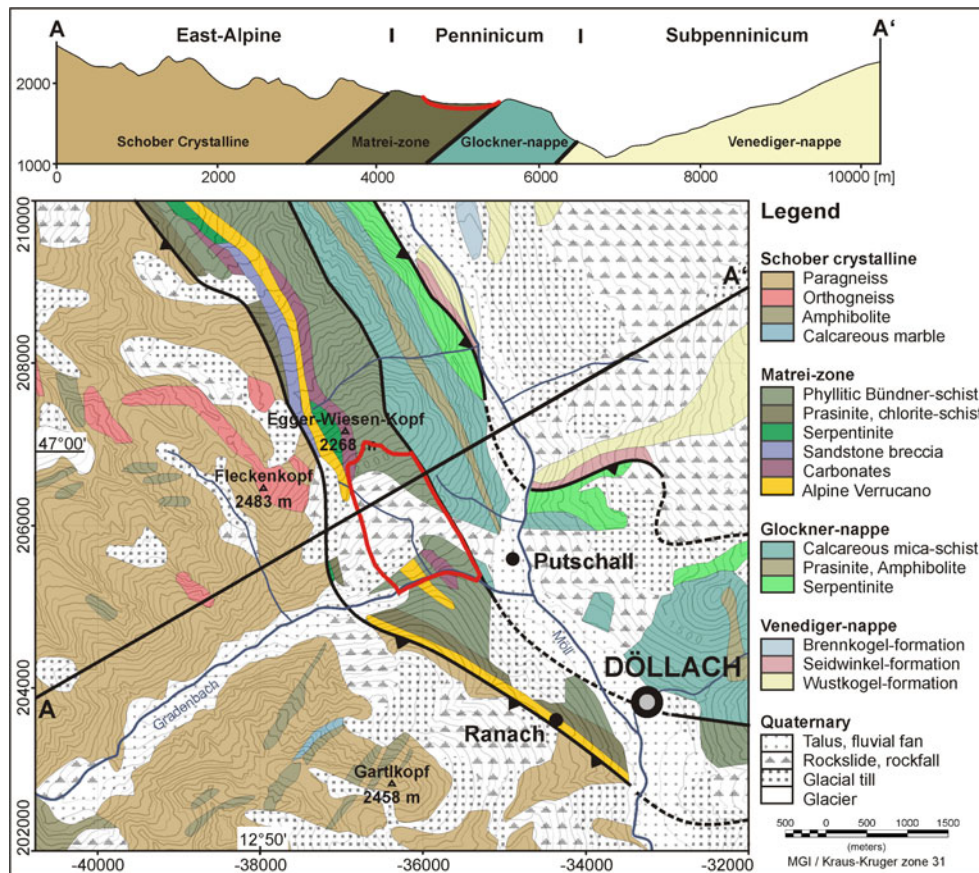 A East-Alpine I Penninicum I Subpenninicum A'
2000
1000
Schober Crystalline Matrei-zone Glockner-nappe Venediger-nappe
0 2000 4000 6000 8000 10000 [m]
210000
208000
47°00'
206000
204000
202000
A'
Egger-Wiesen-Kopf
2268 m
Fleckenkopf
2483 m
Putschall
Möll
DÖLLACH
A
Gradenbach
Ranach
Gartlkopf
2458 m
12°50'
-40000 -38000 -36000 -34000 -32000
Legend
Schober crystalline
Paragneiss
Orthogneiss
Amphibolite
Calcareous marble
Matrei-zone
Phyllitic Bündner-schist
Prasinite, chlorite-schist
Serpentinite
Sandstone breccia
Carbonates
Alpine Verrucano
Glockner-nappe
Calcareous mica-schist
Prasinite, Amphibolite
Serpentinite
Venediger-nappe
Brennkogel-formation
Seidwinkel-formation
Wustkogel-formation
Quaternary
Talus, fluvial fan
Rockslide, rockfall
Glacial till
Glacier
500 0 500 1000 1500
(meters)
MGI / Kraus-Kruger zone 31